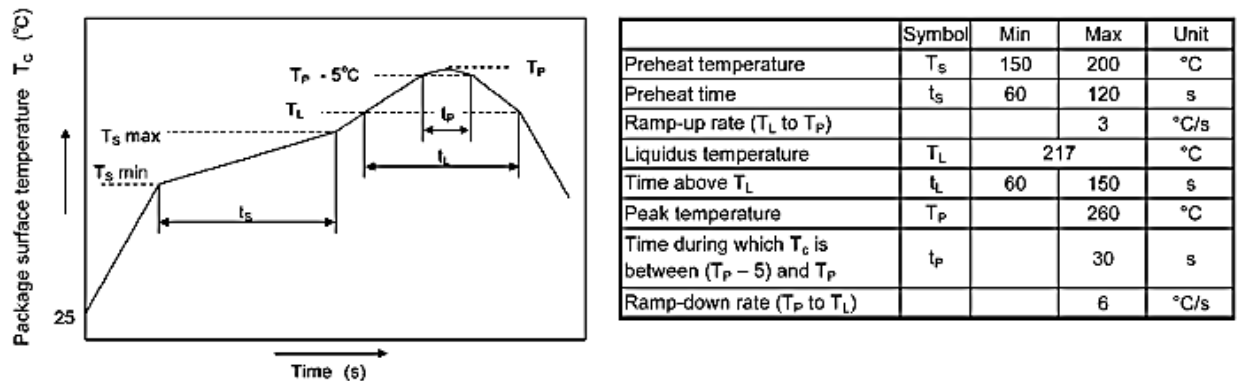 Package surface temperature T_C (°C)
T_P - 5°C
T_P
T_L
t_P
T_S max
t_L
T_S min
t_S
25
Time (s)
Symbol Min Max Unit
Preheat temperature T_S 150 200 °C
Preheat time t_S 60 120 s
Ramp-up rate (T_L to T_P) 3 °C/s
Liquidus temperature T_L 217 °C
Time above T_L t_L 60 150 s
Peak temperature T_P 260 °C
Time during which T_c is
between (T_P – 5) and T_P t_P 30 s
Ramp-down rate (T_P to T_L) 6 °C/s